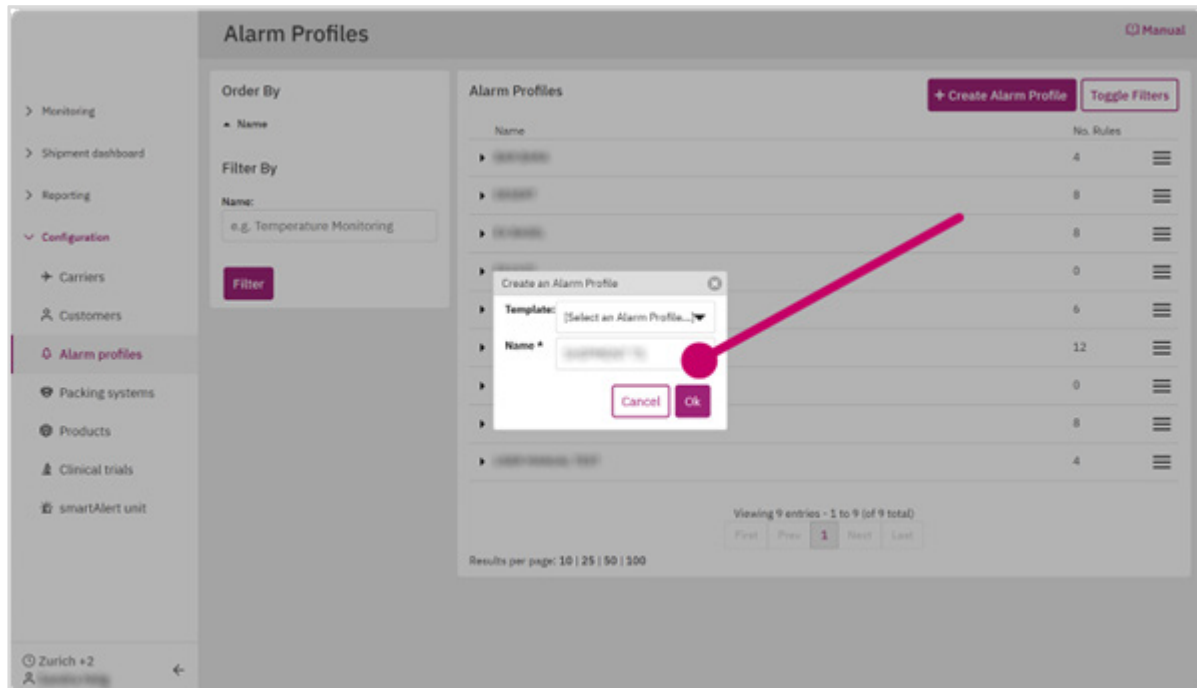 Alarm Profiles
Manual
Monitoring
Shipment dashboard
Reporting
Configuration
Carriers
Customers
Alarm profiles
Packing systems
Products
Clinical trials
smartAlert unit
Zurich +2
Order By
Name
Filter By
Name:
e.g. Temperature Monitoring
Filter
Alarm Profiles
+ Create Alarm Profile
Toggle Filters
Name No. Rules
4
8
8
0
6
12
0
8
4
Create an Alarm Profile
Template: [Select an Alarm Profile...]
Name *
Cancel Ok
Viewing 9 entries - 1 to 9 (of 9 total)
First Prev 1 Next Last
Results per page: 10 | 25 | 50 | 100